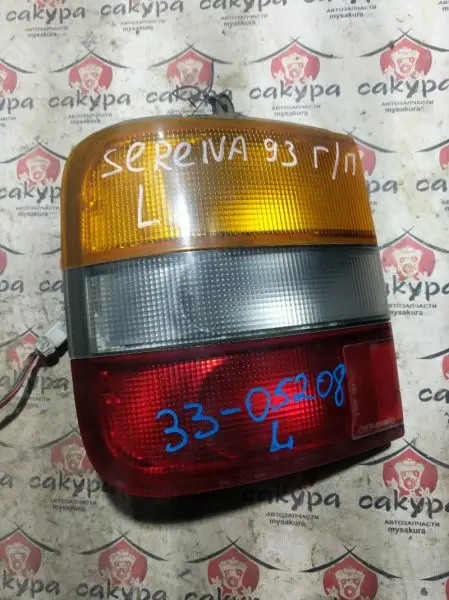 SERENA 93 г/п
L
33-05208
L
сакура
автозапчасти
mysakura